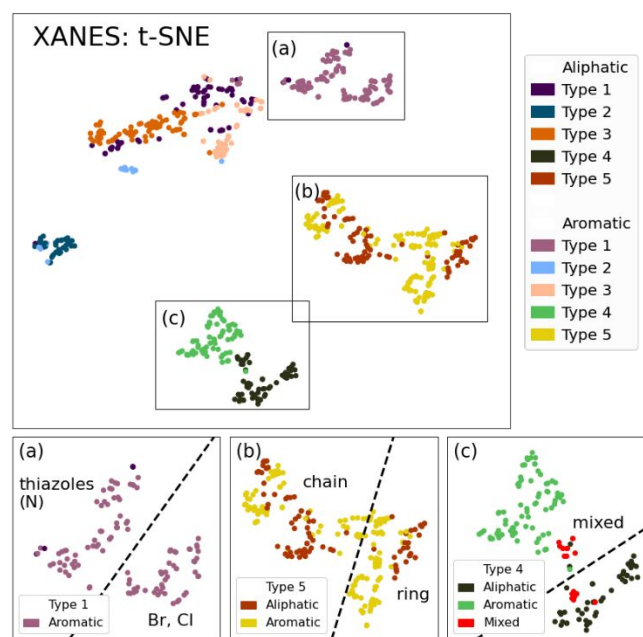 XANES: t-SNE
(a)
(b)
(c)
Aliphatic
Type 1
Type 2
Type 3
Type 4
Type 5
Aromatic
Type 1
Type 2
Type 3
Type 4
Type 5
(a)
thiazoles
(N)
Br, Cl
Type 1
Aromatic
(b)
chain
ring
Type 5
Aliphatic
Aromatic
(c)
mixed
Type 4
Aliphatic
Aromatic
Mixed